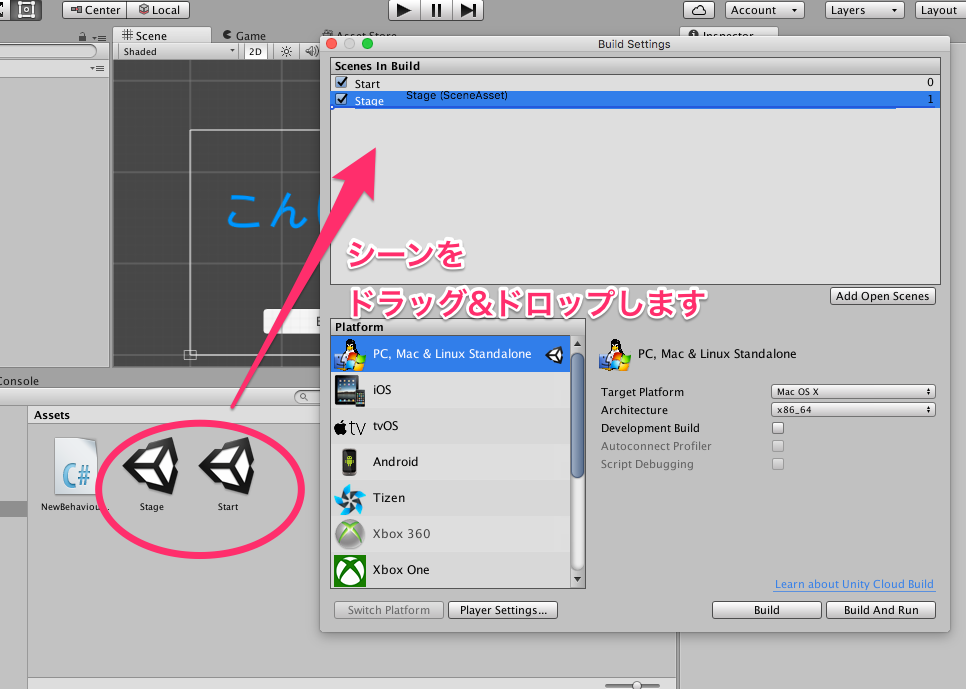 Center
Local
Account
Layers
Layout
Scene
Game
Asset Store
Inspector
Shaded
2D
Build Settings
Scenes In Build
Start
0
Stage
Stage (SceneAsset)
1
こん
シーンを
ドラッグ&ドロップします
Add Open Scenes
Platform
PC, Mac & Linux Standalone
iOS
tvOS
Android
Tizen
Xbox 360
Xbox One
PC, Mac & Linux Standalone
Target Platform
Mac OS X
Architecture
x86_64
Development Build
Autoconnect Profiler
Script Debugging
Learn about Unity Cloud Build
Switch Platform
Player Settings...
Build
Build And Run
Console
Assets
C#
NewBehaviou...
Stage
Start